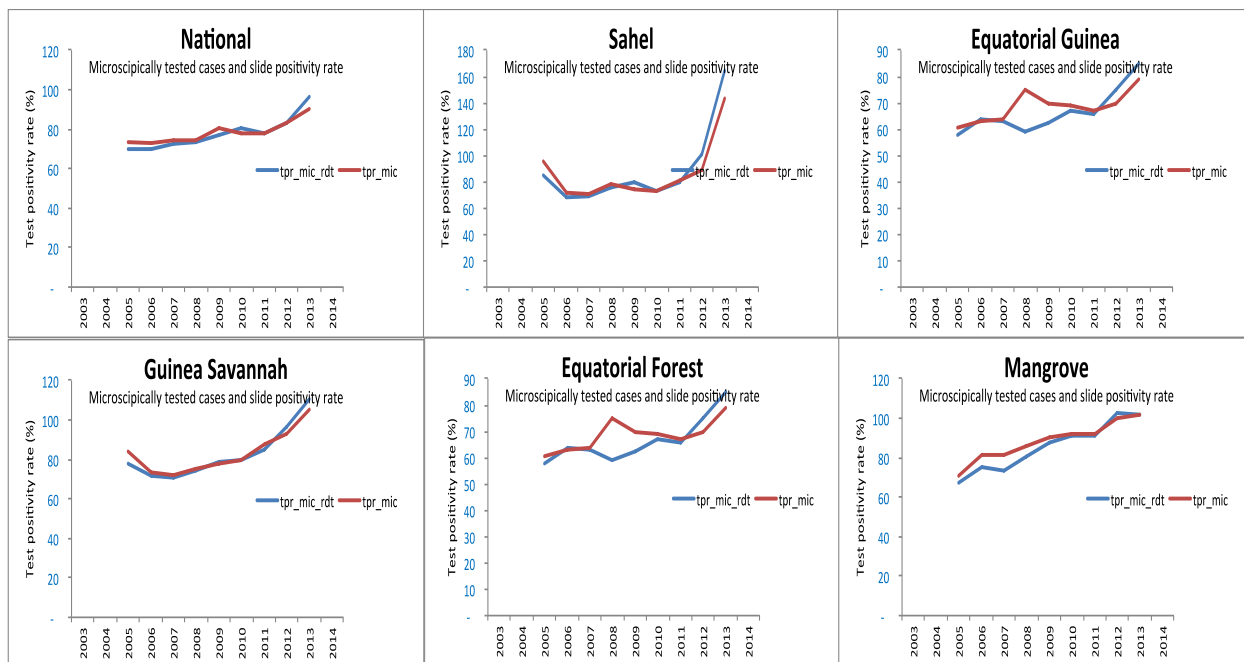 National
Microscipically tested cases and slide positivity rate
Test positivity rate (%)
120
100
80
60
40
20
-
tpr_mic_rdt tpr_mic
2003 2004 2005 2006 2007 2008 2009 2010 2011 2012 2013 2014
Sahel
Microscipically tested cases and slide positivity rate
Test positivity rate (%)
180
160
140
120
100
80
60
40
20
-
tpr_mic_rdt tpr_mic
2003 2004 2005 2006 2007 2008 2009 2010 2011 2012 2013 2014
Equatorial Guinea
Microscipically tested cases and slide positivity rate
Test positivity rate (%)
90
80
70
60
50
40
30
20
10
-
tpr_mic_rdt tpr_mic
2003 2004 2005 2006 2007 2008 2009 2010 2011 2012 2013 2014
Guinea Savannah
Microscipically tested cases and slide positivity rate
Test positivity rate (%)
120
100
80
60
40
20
-
tpr_mic_rdt tpr_mic
2003 2004 2005 2006 2007 2008 2009 2010 2011 2012 2013 2014
Equatorial Forest
Microscipically tested cases and slide positivity rate
Test positivity rate (%)
90
80
70
60
50
40
30
20
10
-
tpr_mic_rdt tpr_mic
2003 2004 2005 2006 2007 2008 2009 2010 2011 2012 2013 2014
Mangrove
Microscipically tested cases and slide positivity rate
Test positivity rate (%)
120
100
80
60
40
20
-
tpr_mic_rdt tpr_mic
2003 2004 2005 2006 2007 2008 2009 2010 2011 2012 2013 2014